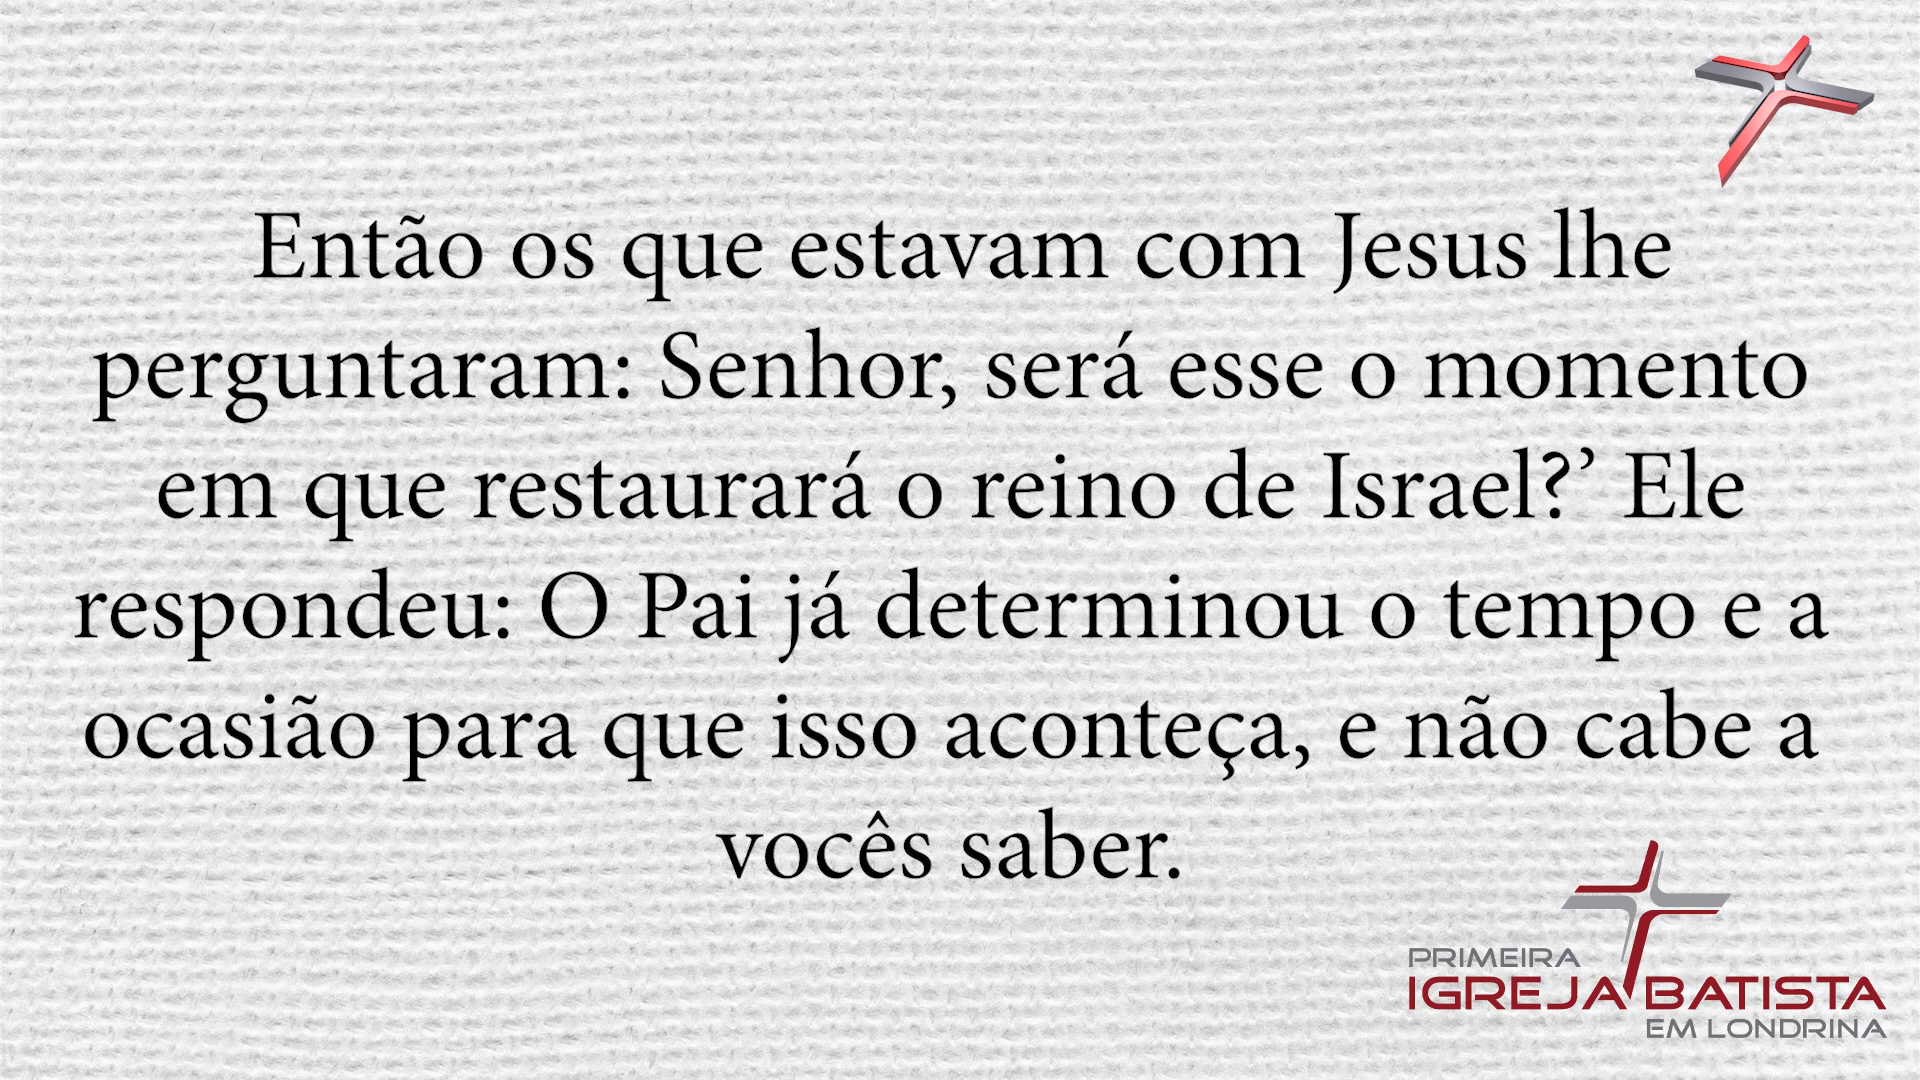 Então os que estavam com Jesus lhe
perguntaram: Senhor, será esse o momento
em que restaurará o reino de Israel?’ Ele
respondeu: O Pai já determinou o tempo e a
ocasião para que isso aconteça, e não cabe a
vocês saber.
PRIMEIRA
IGREJA BATISTA
EM LONDRINA